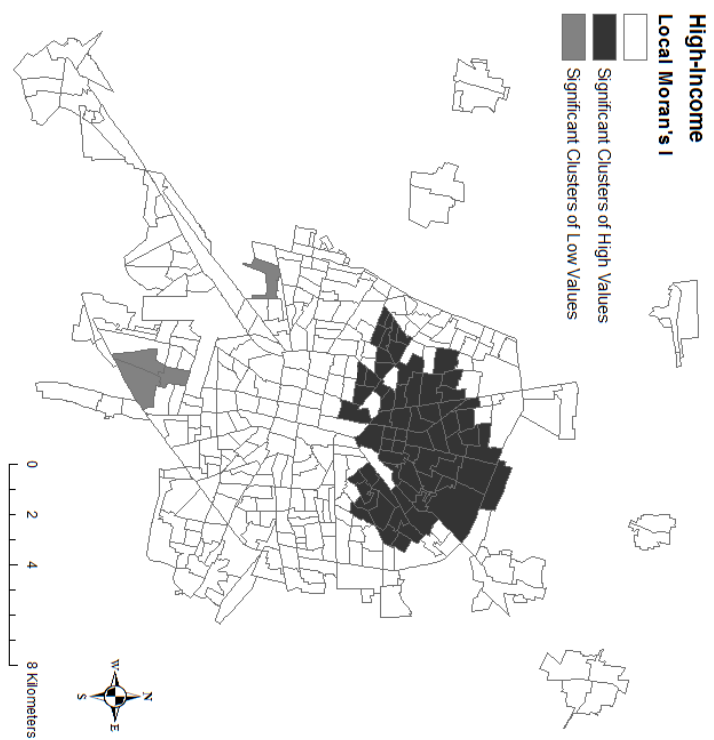 High-Income
Local Moran's I
Significant Clusters of High Values
Significant Clusters of Low Values
0 2 4 8 Kilometers
N
W E
S